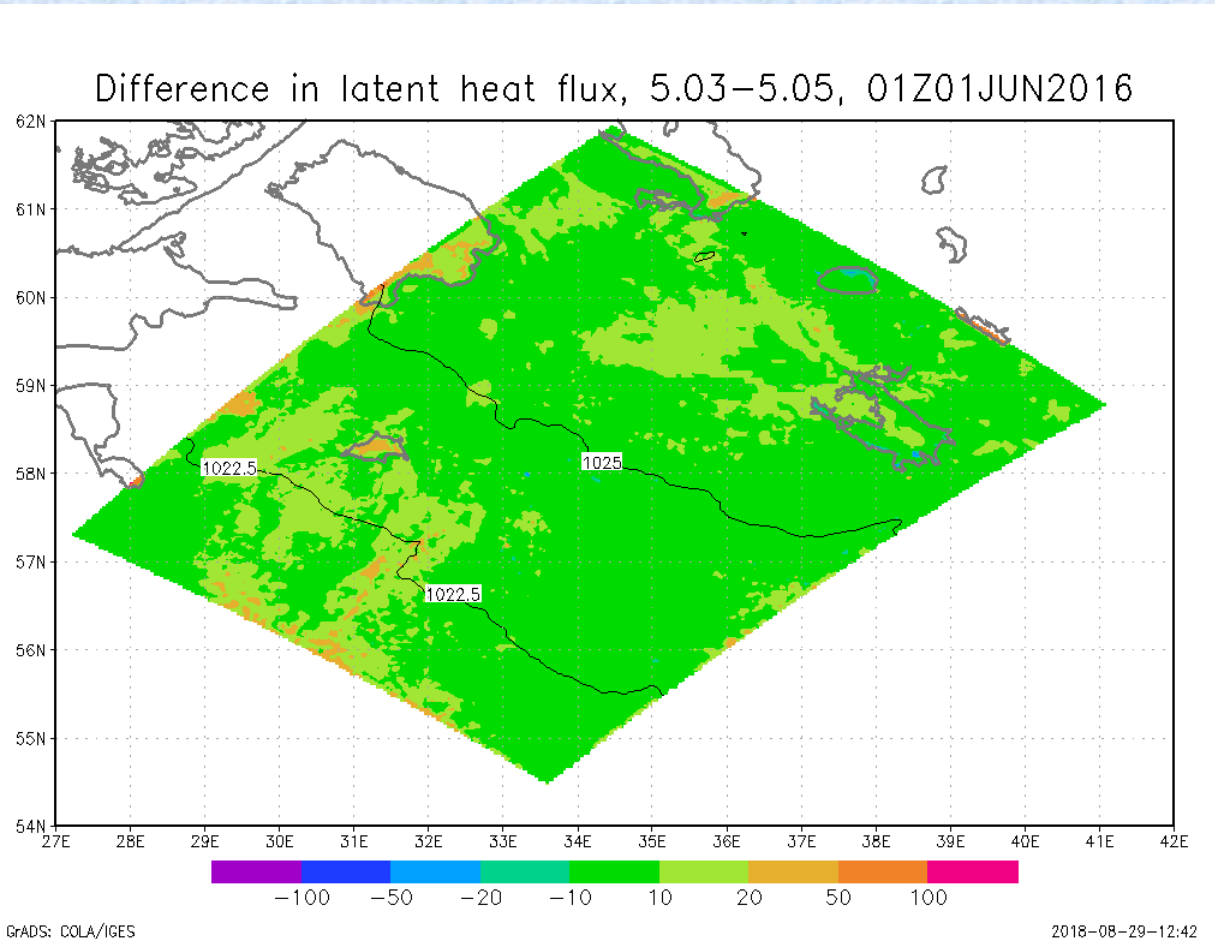 Difference in latent heat flux, 5.03−5.05, 01Z01JUN2016
62N
61N
60N
59N
58N
57N
56N
55N
54N
1025
1022.5
1022.5
27E 28E 29E 30E 31E 32E 33E 34E 35E 36E 37E 38E 39E 40E 41E 42E
−100 −50 −20 −10 10 20 50 100
GrADS: COLA/IGES
2018−08−29−12:42